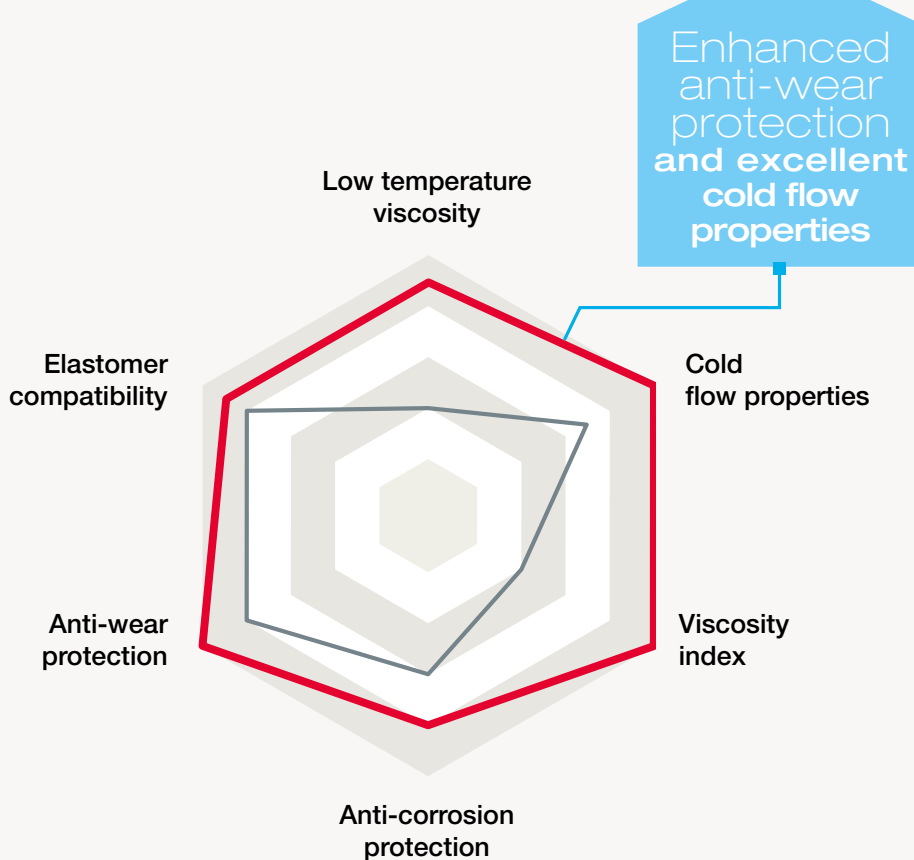 Enhanced
anti-wear
protection
and excellent
cold flow
properties
Low temperature
viscosity
Elastomer
compatibility
Cold
flow properties
Anti-wear
protection
Viscosity
index
Anti-corrosion
protection